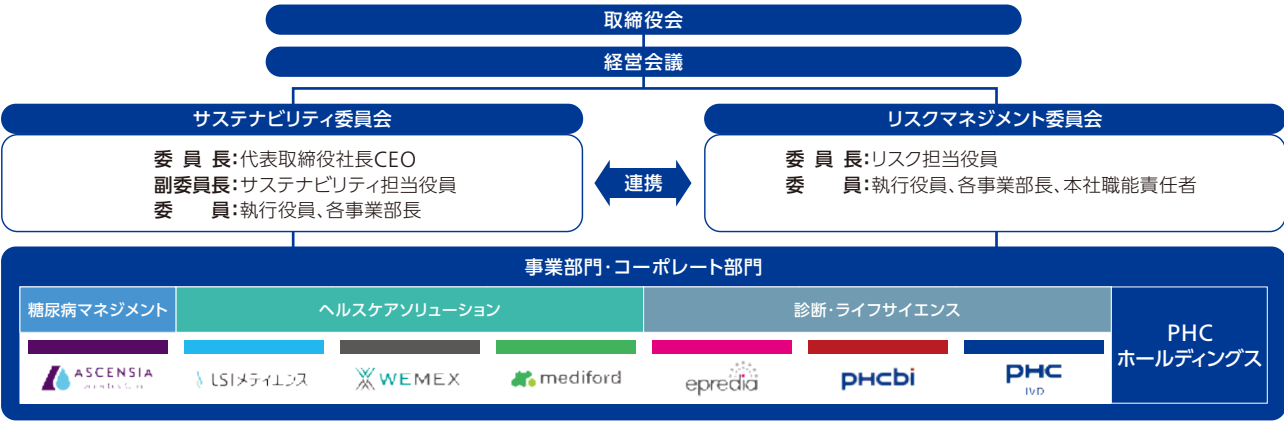 取締役会
経営会議
サステナビリティ委員会
委員長:代表取締役社長CEO
副委員長:サステナビリティ担当役員
委員:執行役員、各事業部長
連携
リスクマネジメント委員会
委員長:リスク担当役員
委員:執行役員、各事業部長、本社職能責任者
事業部門・コーポレート部門
糖尿病マネジメント
ヘルスケアソリューション
診断・ライフサイエンス
PHC
ホールディングス
ASCENSIA
LSIメディエンス
WEMEX
mediford
epredia
PHCbi
PHC
IVD